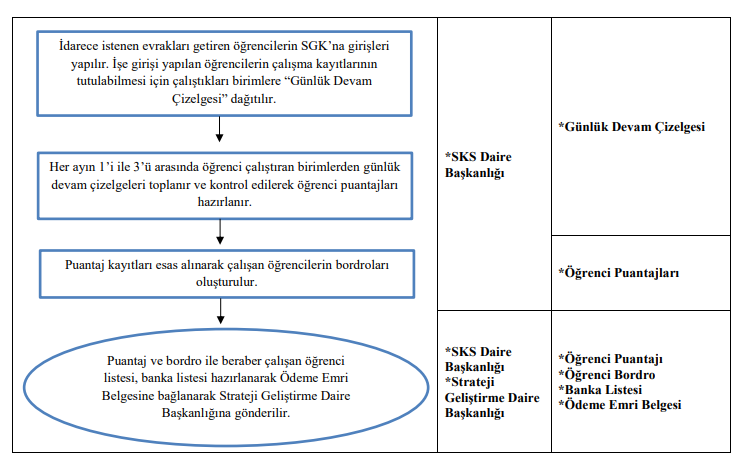 İdarece istenen evrakları getiren öğrencilerin SGK’na girişleri
yapılır. İşe girişi yapılan öğrencilerin çalışma kayıtlarının
tutulabilmesi için çalıştıkları birimlere “Günlük Devam
Çizelgesi” dağıtılır.
Her ayın 1’i ile 3’ü arasında öğrenci çalıştıran birimlerden günlük
devam çizelgeleri toplanır ve kontrol edilerek öğrenci puantajları
hazırlanır.
Puantaj kayıtları esas alınarak çalışan öğrencilerin bordroları
oluşturulur.
*SKS Daire
Başkanlığı
*Günlük Devam Çizelgesi
*Öğrenci Puantajları
Puantaj ve bordro ile beraber çalışan öğrenci
listesi, banka listesi hazırlanarak Ödeme Emri
Belgesine bağlanarak Strateji Geliştirme Daire
Başkanlığına gönderilir.
*SKS Daire
Başkanlığı
*Strateji
Geliştirme Daire
Başkanlığı
*Öğrenci Puantajı
*Öğrenci Bordro
*Banka Listesi
*Ödeme Emri Belgesi